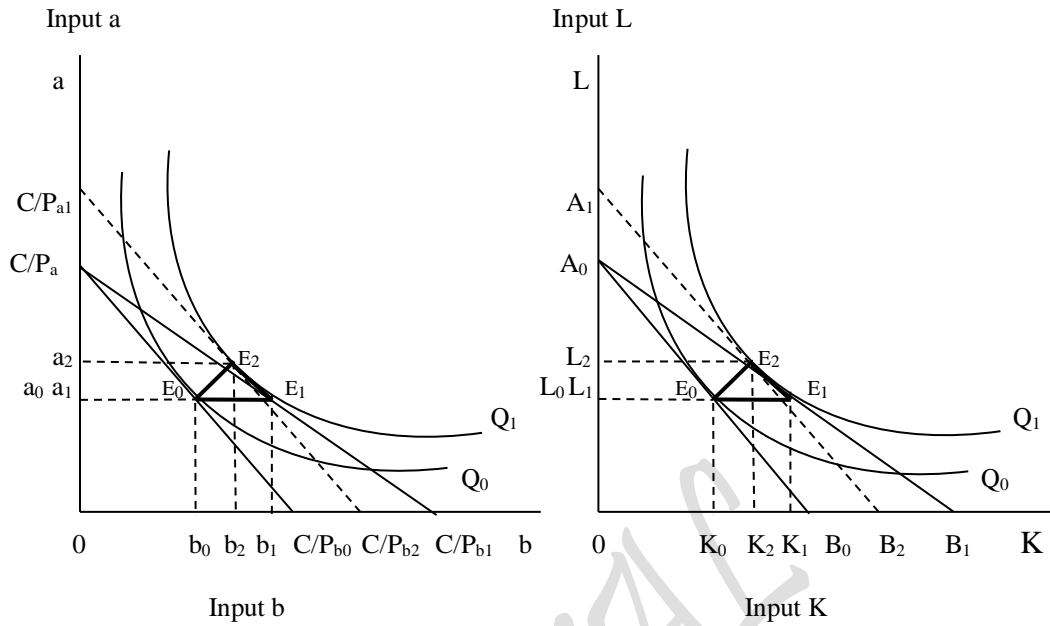 Input a
Input L
a
L
C/Pa1
A1
C/Pa
A0
a2
E2
L2
E2
a0 a1
E0
E1
L0 L1
E0
E1
Q1
Q1
Q0
Q0
0
b0
b2
b1
C/Pb0
C/Pb2
C/Pb1
b
0
K0
K2
K1
B0
B2
B1
K
Input b
Input K